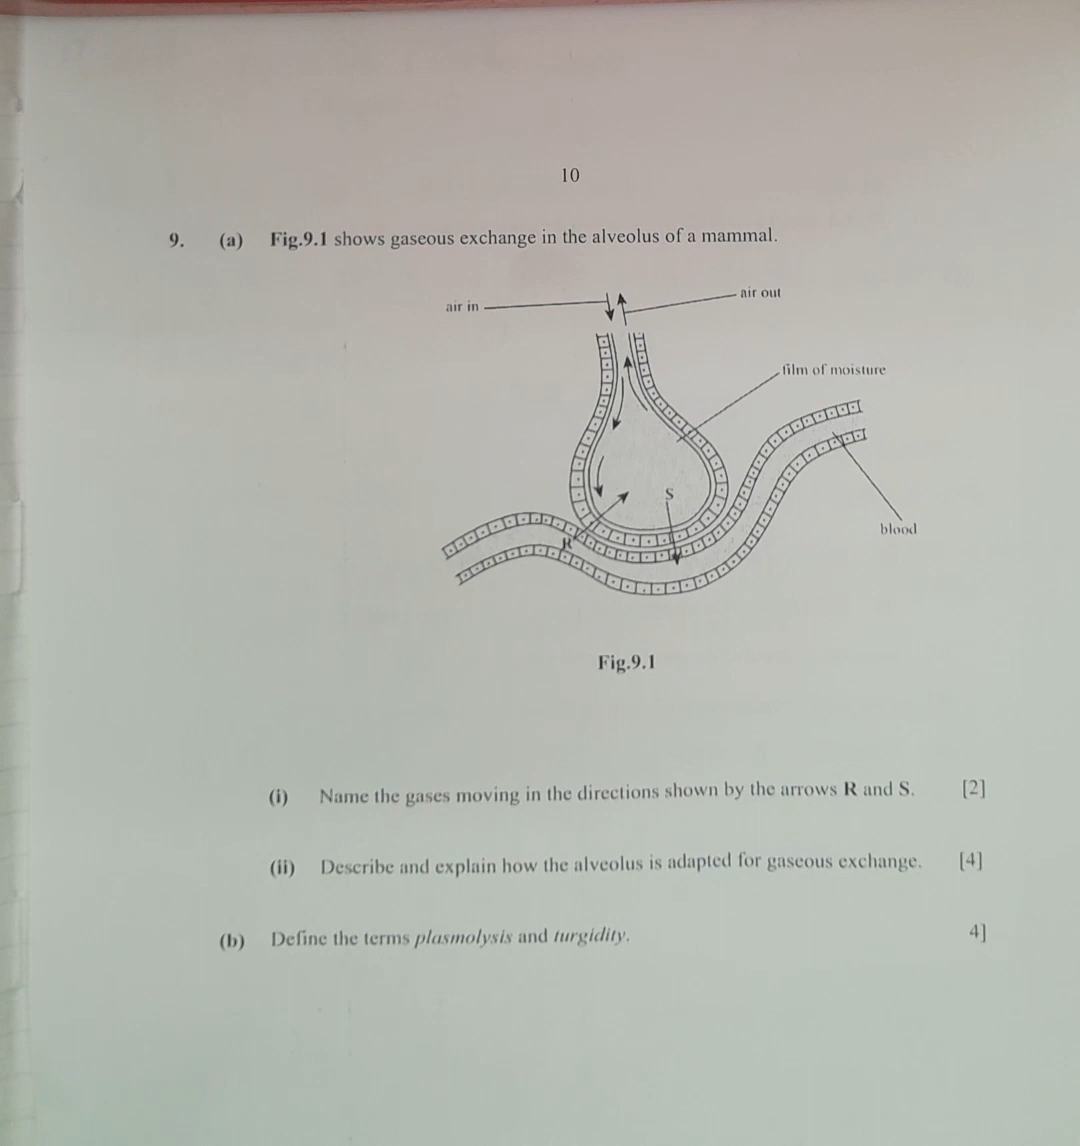 10
9. (a) Fig.9.1 shows gaseous exchange in the alveolus of a mammal.
air in
air out
film of moisture
S
R
blood
Fig.9.1
(i) Name the gases moving in the directions shown by the arrows R and S. [2]
(ii) Describe and explain how the alveolus is adapted for gaseous exchange. [4]
(b) Define the terms plasmolysis and turgidity. 4]